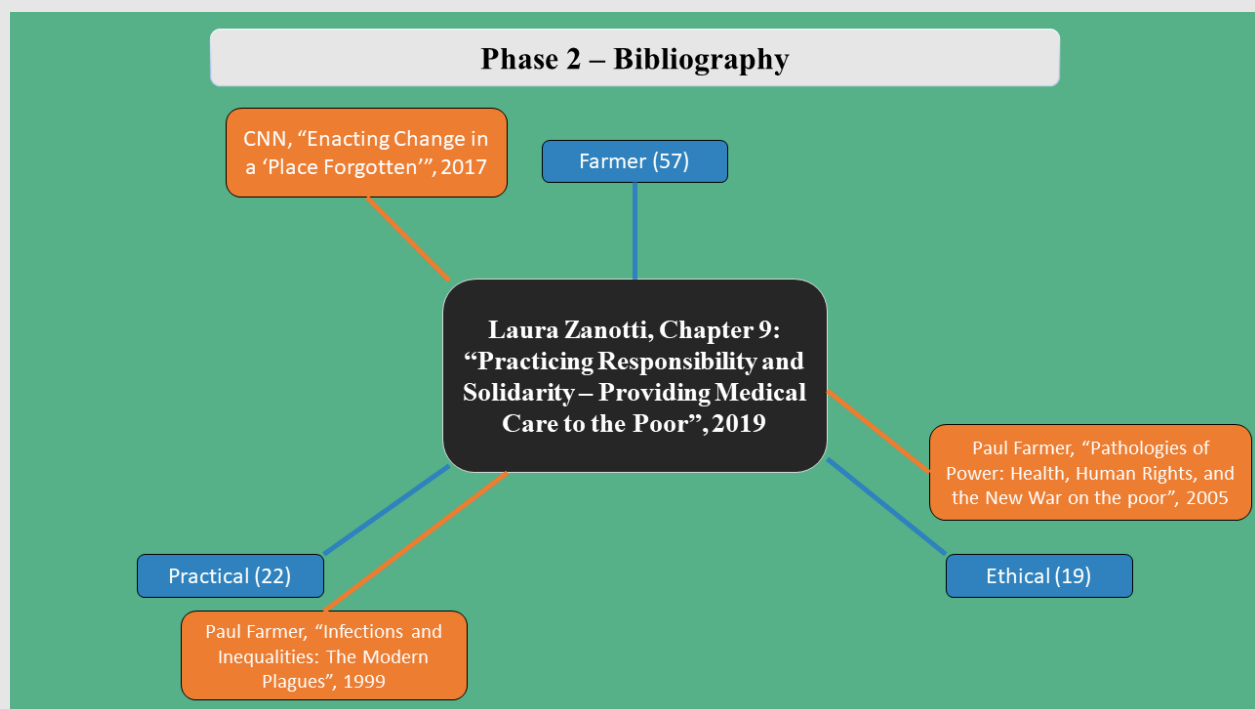 Phase 2 – Bibliography
CNN, “Enacting Change in
a ‘Place Forgotten’”, 2017
Farmer (57)
Laura Zanotti, Chapter 9:
“Practicing Responsibility and
Solidarity – Providing Medical
Care to the Poor”, 2019
Paul Farmer, “Pathologies of
Power: Health, Human Rights, and
the New War on the poor”, 2005
Practical (22)
Ethical (19)
Paul Farmer, “Infections and
Inequalities: The Modern
Plagues”, 1999